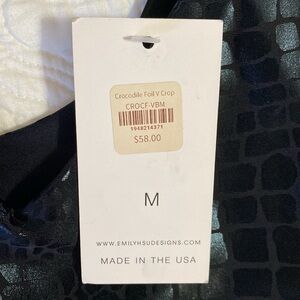 Crocodile Foil V Crop
CROCF-VBM
1948214371
$58.00
M
WWW.EMILYHSUDESIGNS.COM
MADE IN THE USA